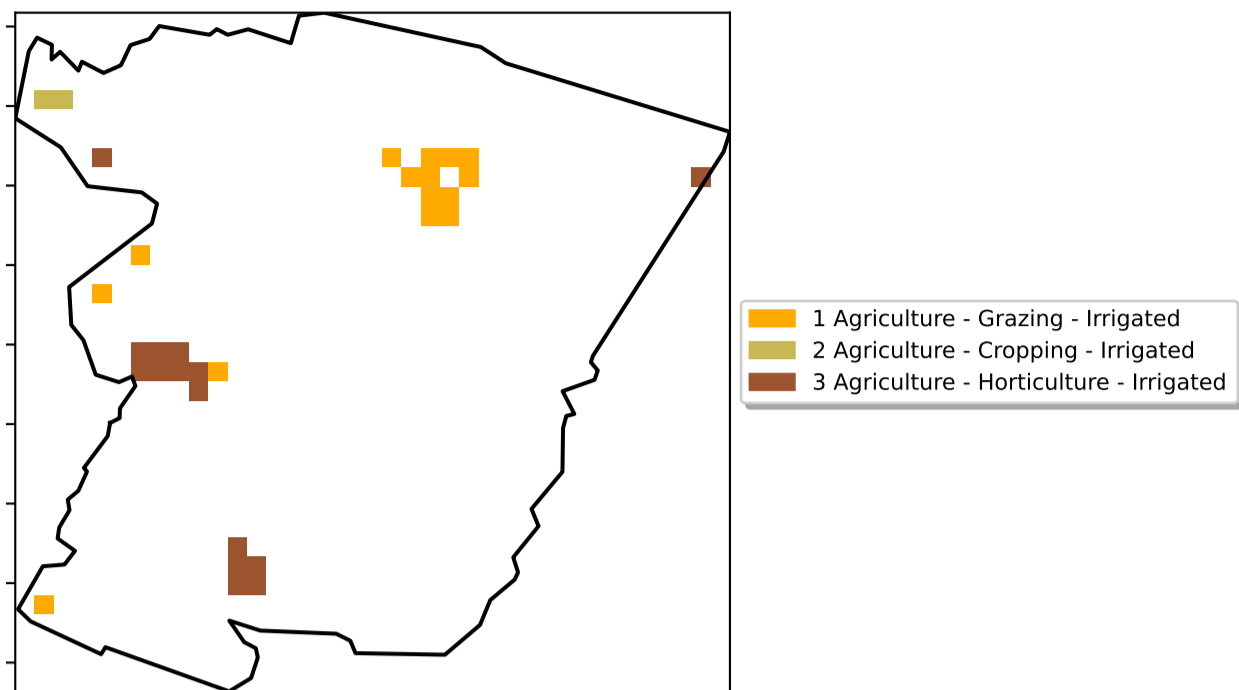 1 Agriculture - Grazing - Irrigated
2 Agriculture - Cropping - Irrigated
3 Agriculture - Horticulture - Irrigated